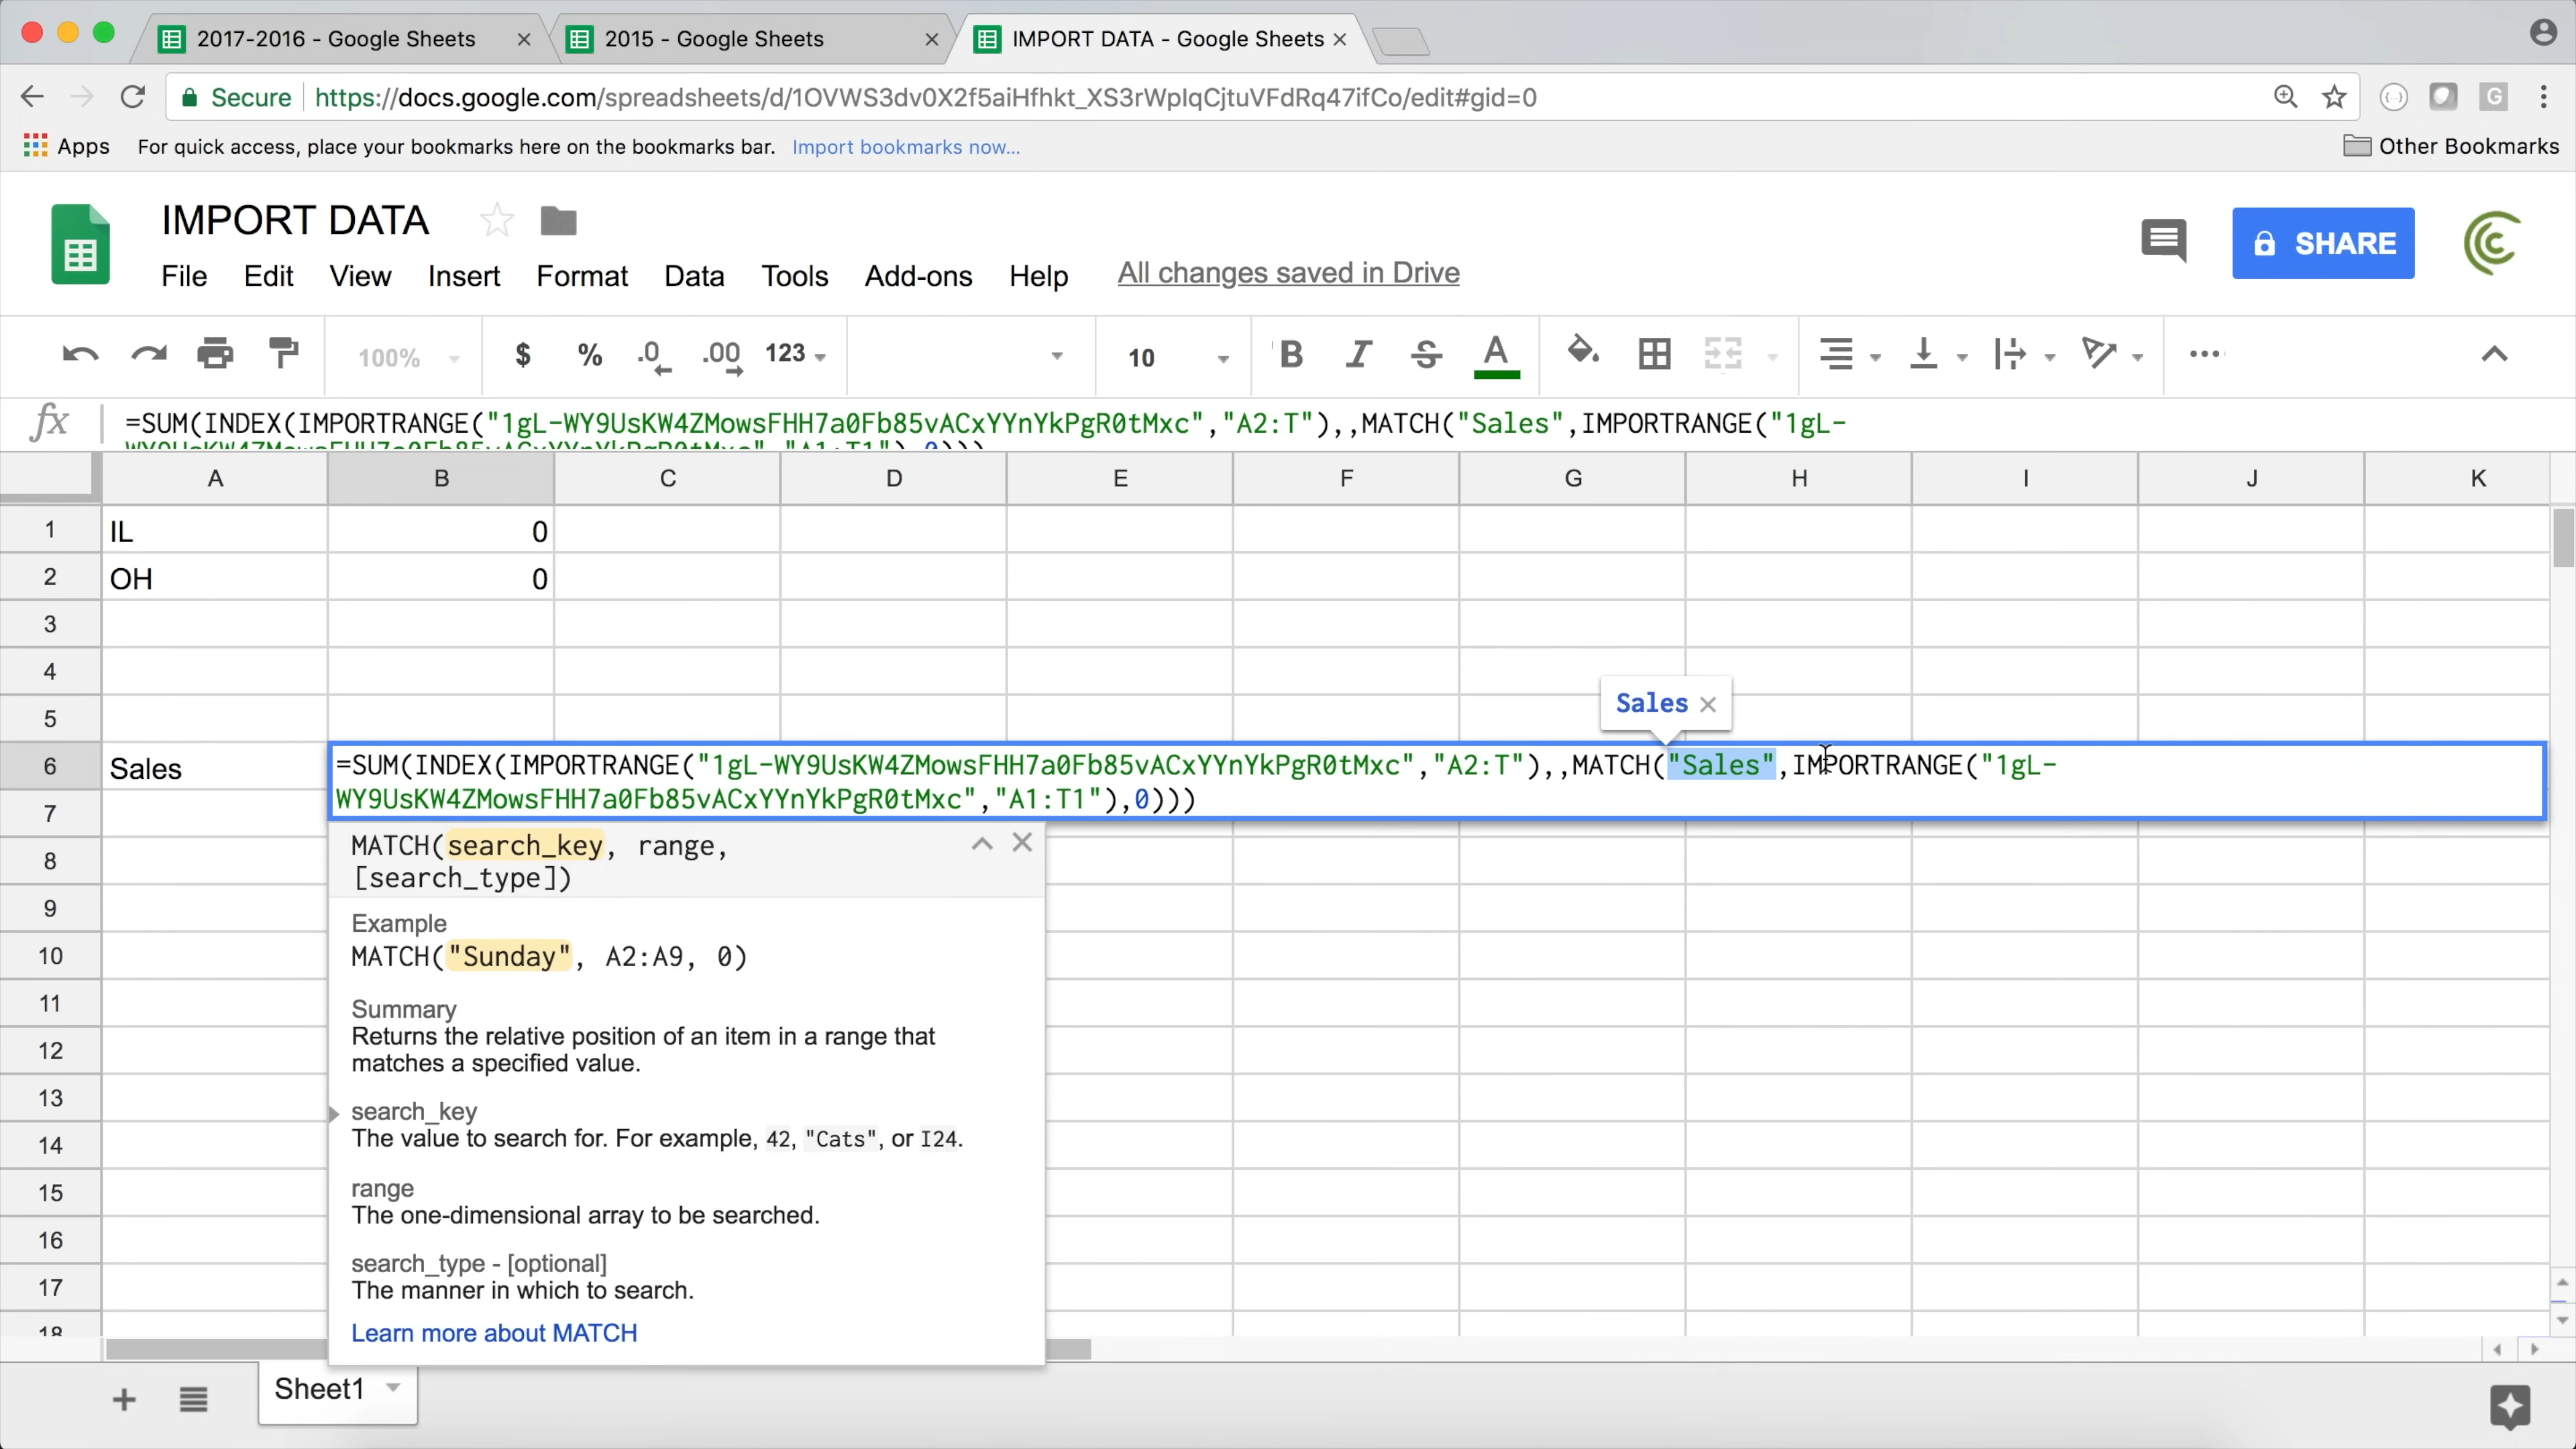 2017-2016 - Google Sheets × 2015 - Google Sheets × IMPORT DATA - Google Sheets ×
Secure https://docs.google.com/spreadsheets/d/1OVWS3dv0X2f5aiHfhkt_XS3rWpIqCjtuVFdRq47ifCo/edit#gid=0
Apps For quick access, place your bookmarks here on the bookmarks bar. Import bookmarks now... Other Bookmarks
IMPORT DATA
File Edit View Insert Format Data Tools Add-ons Help All changes saved in Drive
SHARE
100% $ % .0 .00 123 10 B I S A
fx =SUM(INDEX(IMPORTRANGE("1gL-WY9UsKW4ZMowsFHH7a0Fb85vACxYYnYkPgR0tMxc","A2:T"),,MATCH("Sales",IMPORTRANGE("1gL-
WY9UsKW4ZMowsFHH7a0Fb85vACxYYnYkPgR0tMxc","A1:T1"),0)))
A B C D E F G H I J K
1 IL 0
2 OH 0
3
4
5
Sales ×
6 Sales =SUM(INDEX(IMPORTRANGE("1gL-WY9UsKW4ZMowsFHH7a0Fb85vACxYYnYkPgR0tMxc","A2:T"),,MATCH("Sales",IMPORTRANGE("1gL-
7 WY9UsKW4ZMowsFHH7a0Fb85vACxYYnYkPgR0tMxc","A1:T1"),0)))
8 MATCH(search_key, range,
[search_type])
9 Example
10 MATCH("Sunday", A2:A9, 0)
11 Summary
12 Returns the relative position of an item in a range that
matches a specified value.
13 search_key
14 The value to search for. For example, 42, "Cats", or I24.
15 range
The one-dimensional array to be searched.
16 search_type - [optional]
17 The manner in which to search.
18 Learn more about MATCH
Sheet1